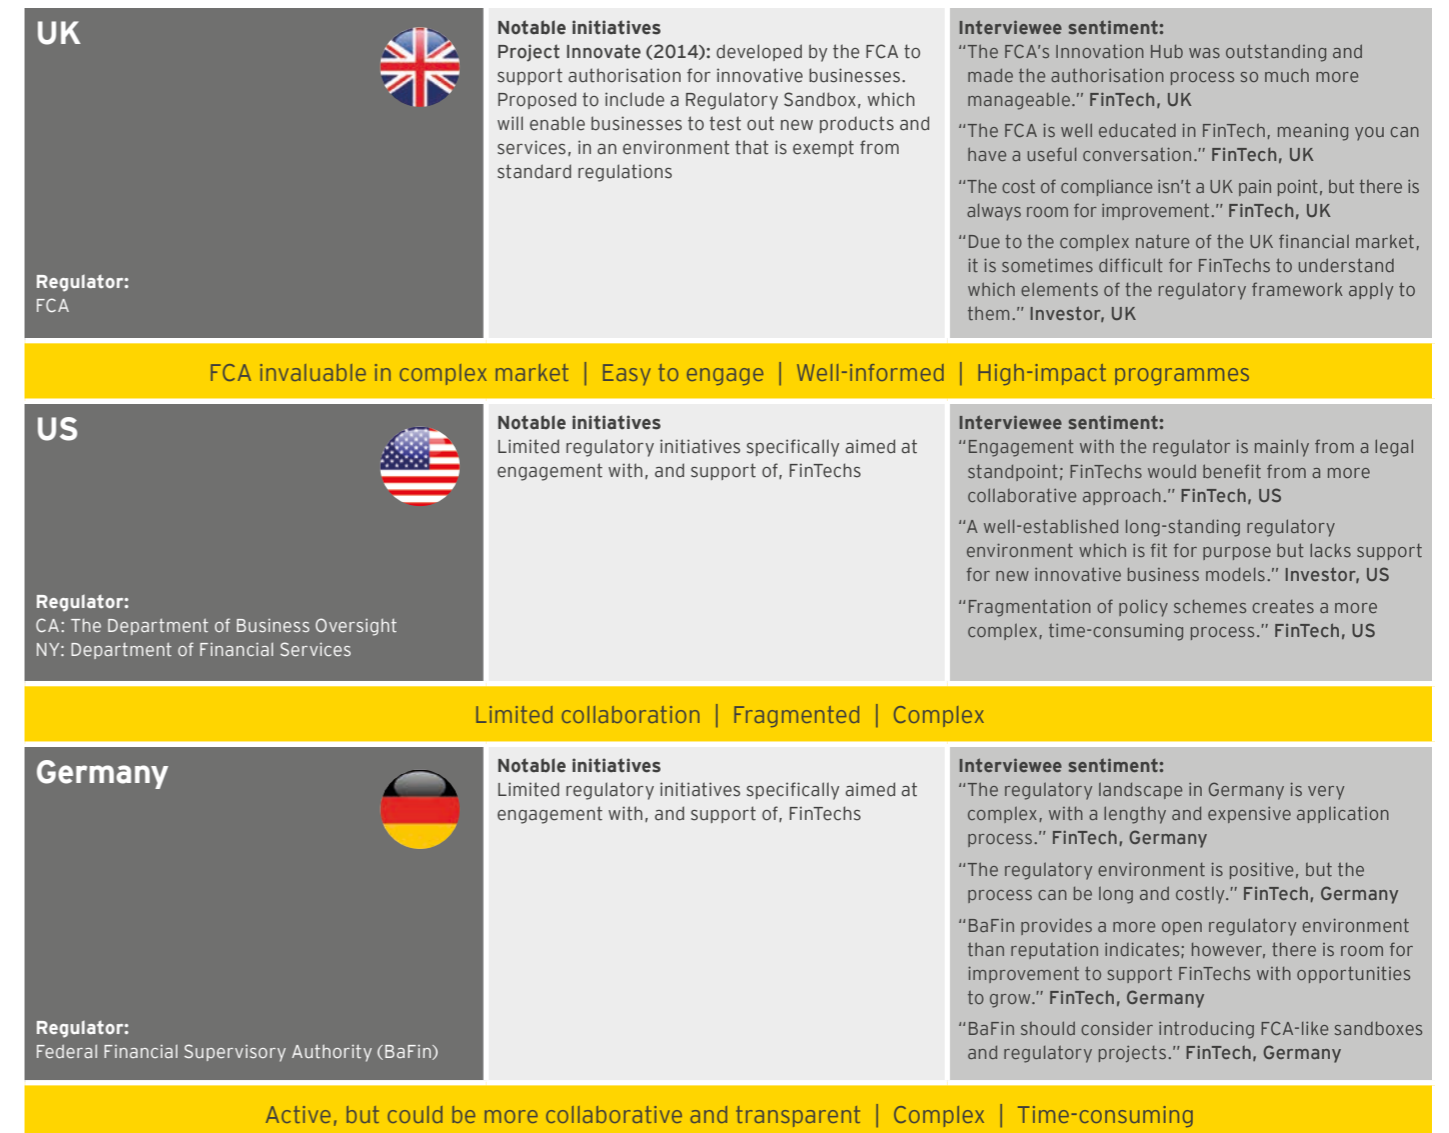 UK
Regulator:
FCA
Notable initiatives
Project Innovate (2014): developed by the FCA to
support authorisation for innovative businesses.
Proposed to include a Regulatory Sandbox, which
will enable businesses to test out new products and
services, in an environment that is exempt from
standard regulations
Interviewee sentiment:
“The FCA’s Innovation Hub was outstanding and
made the authorisation process so much more
manageable.” FinTech, UK
“The FCA is well educated in FinTech, meaning you can
have a useful conversation.” FinTech, UK
“The cost of compliance isn’t a UK pain point, but there is
always room for improvement.” FinTech, UK
“Due to the complex nature of the UK financial market,
it is sometimes difficult for FinTechs to understand
which elements of the regulatory framework apply to
them.” Investor, UK
FCA invaluable in complex market | Easy to engage | Well-informed | High-impact programmes
US
Regulator:
CA: The Department of Business Oversight
NY: Department of Financial Services
Notable initiatives
Limited regulatory initiatives specifically aimed at
engagement with, and support of, FinTechs
Interviewee sentiment:
“Engagement with the regulator is mainly from a legal
standpoint; FinTechs would benefit from a more
collaborative approach.” FinTech, US
“A well-established long-standing regulatory
environment which is fit for purpose but lacks support
for new innovative business models.” Investor, US
“Fragmentation of policy schemes creates a more
complex, time-consuming process.” FinTech, US
Limited collaboration | Fragmented | Complex
Germany
Regulator:
Federal Financial Supervisory Authority (BaFin)
Notable initiatives
Limited regulatory initiatives specifically aimed at
engagement with, and support of, FinTechs
Interviewee sentiment:
“The regulatory landscape in Germany is very
complex, with a lengthy and expensive application
process.” FinTech, Germany
“The regulatory environment is positive, but the
process can be long and costly.” FinTech, Germany
“BaFin provides a more open regulatory environment
than reputation indicates; however, there is room for
improvement to support FinTechs with opportunities
to grow.” FinTech, Germany
“BaFin should consider introducing FCA-like sandboxes
and regulatory projects.” FinTech, Germany
Active, but could be more collaborative and transparent | Complex | Time-consuming